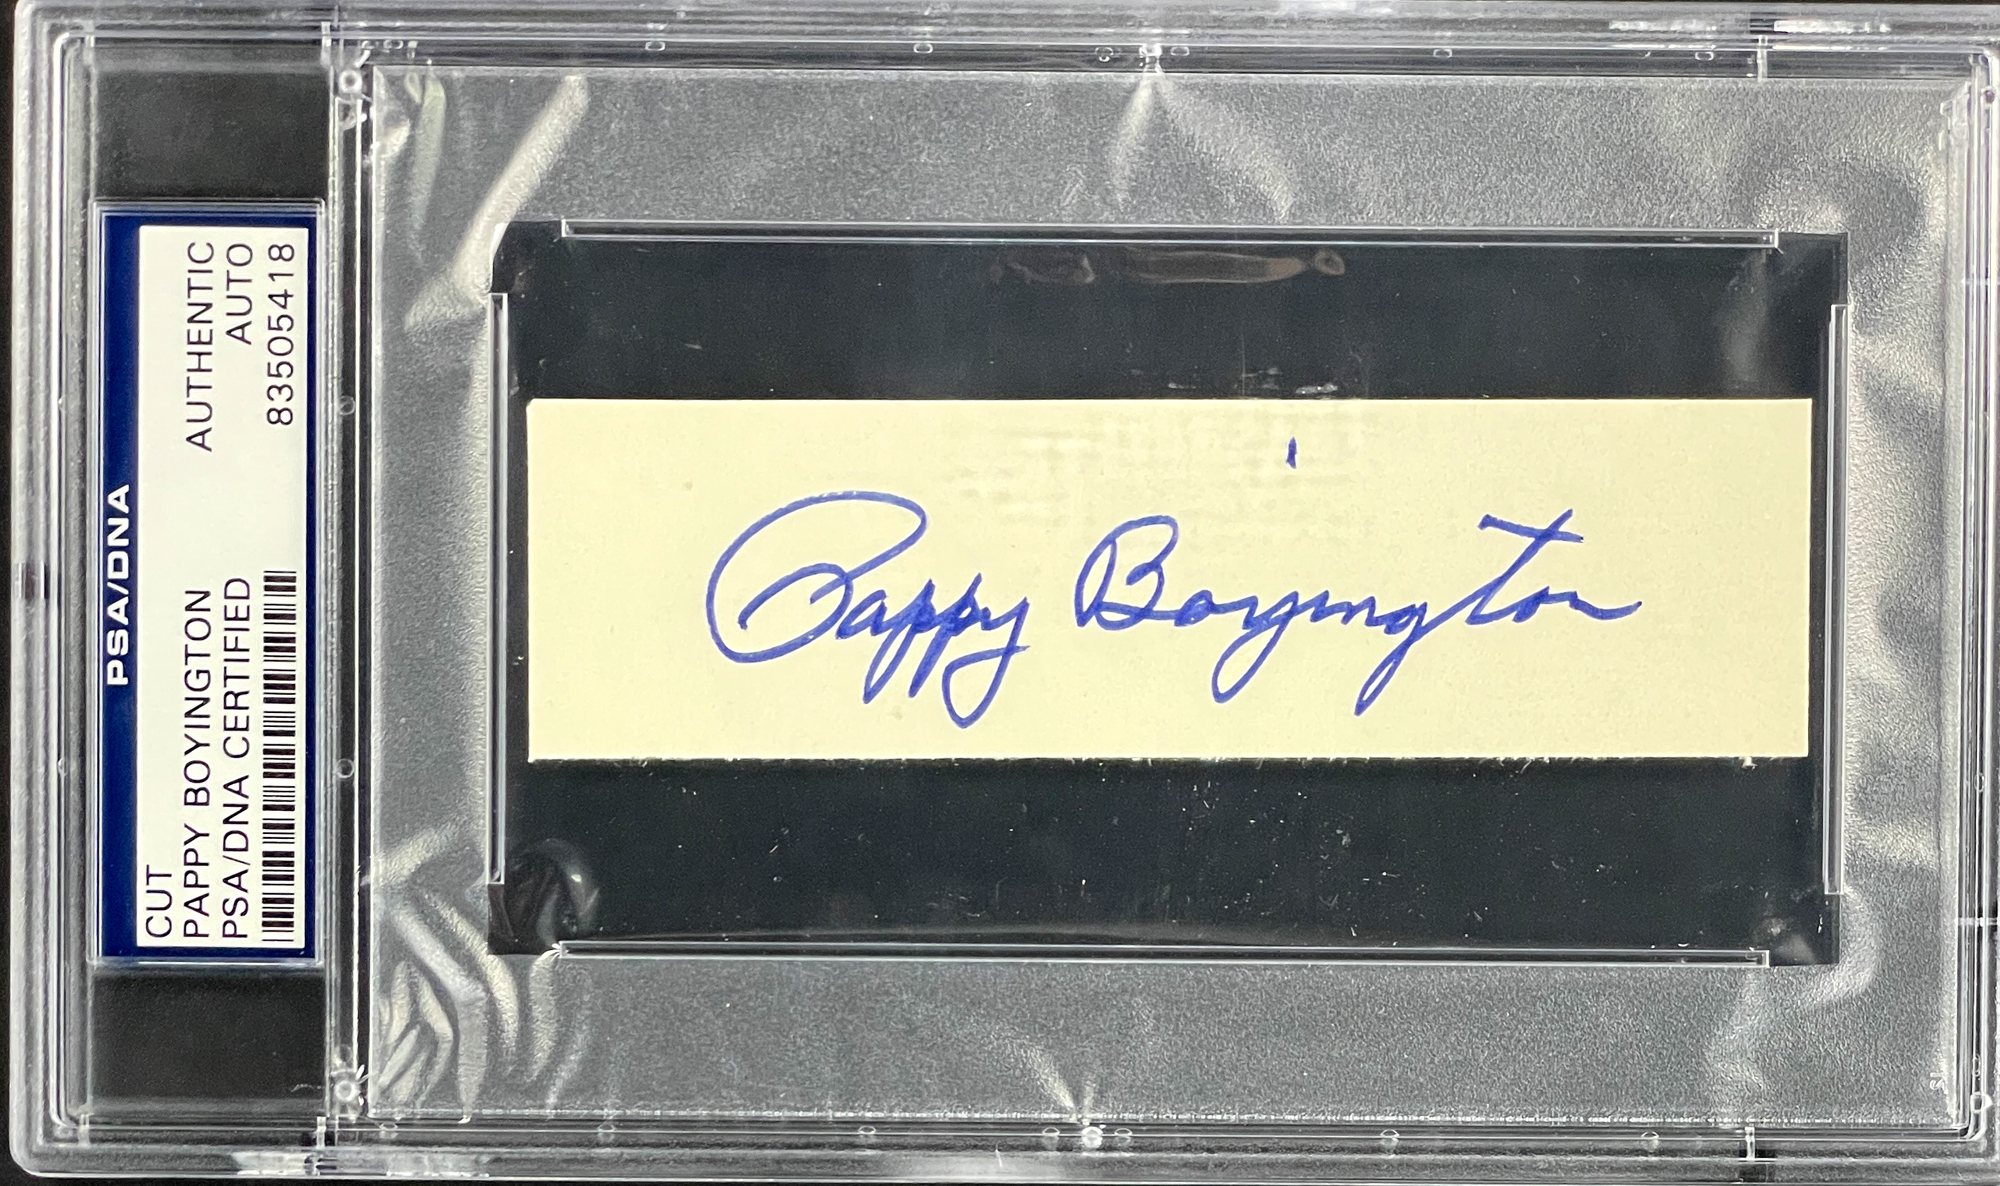 PSA/DNA
CUT AUTHENTIC
PAPPY BOYINGTON AUTO
PSA/DNA CERTIFIED 83505418
Pappy Boyington